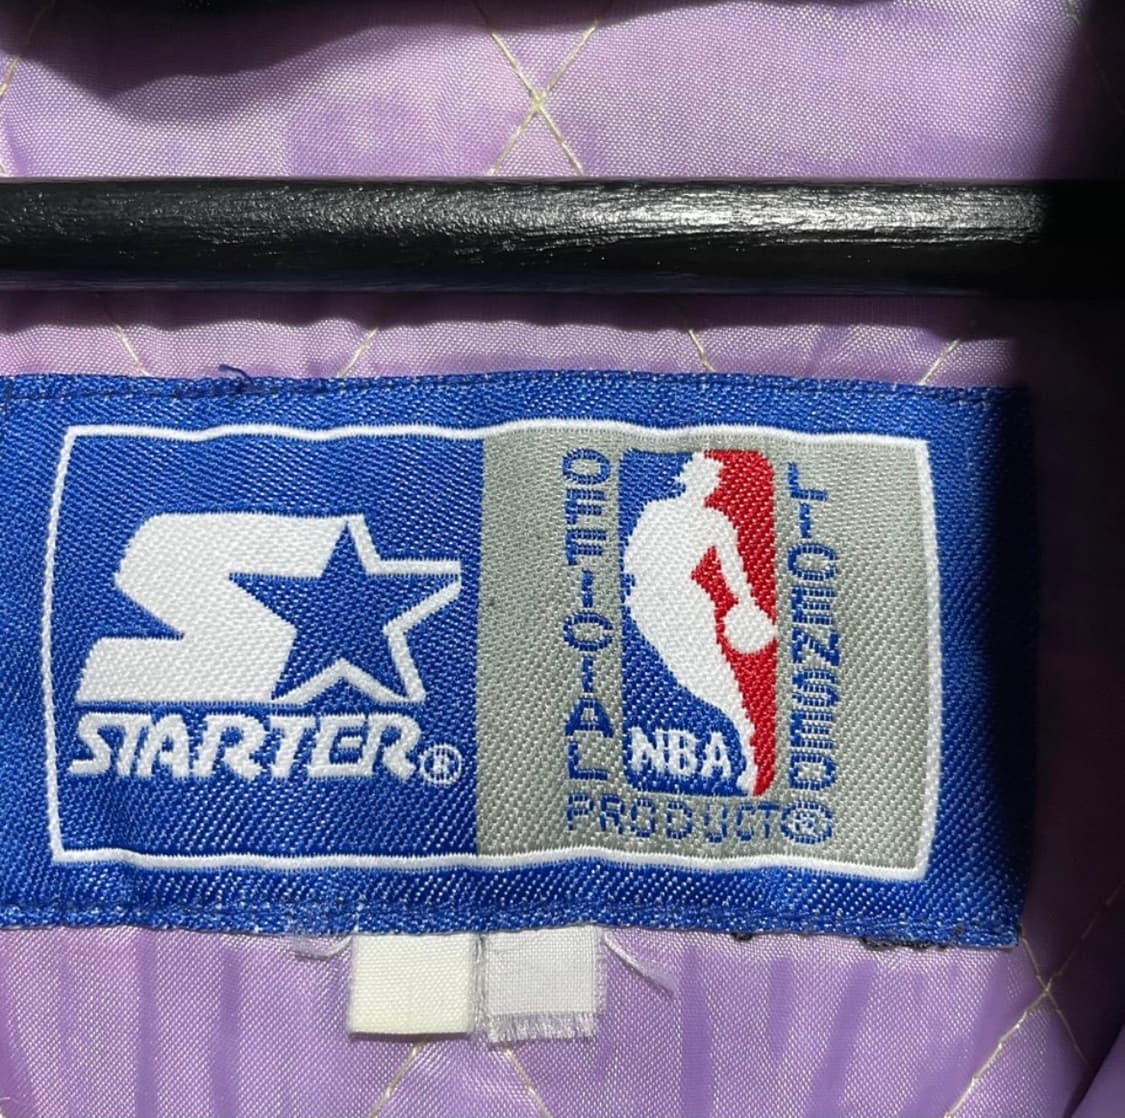 STARTER®
OFFICIAL
NBA
LICENSED
PRODUCT®